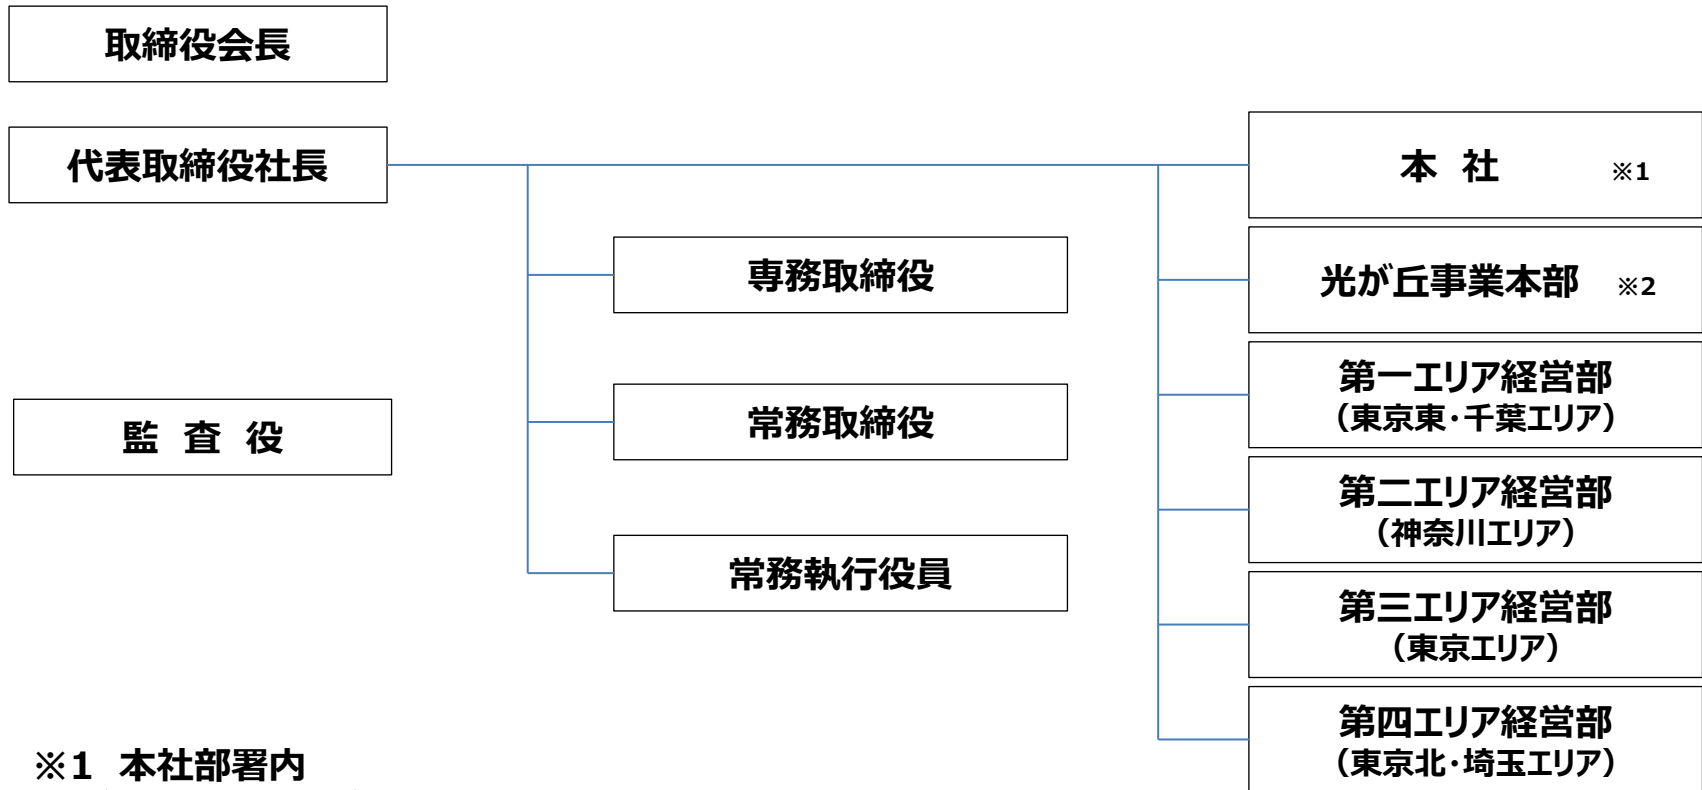 取締役会長
代表取締役社長
本 社 ※1
専務取締役
光が丘事業本部 ※2
第一エリア経営部
（東京東・千葉エリア）
監 査 役
常務取締役
第二エリア経営部
（神奈川エリア）
常務執行役員
第三エリア経営部
（東京エリア）
第四エリア経営部
（東京北・埼玉エリア）
※1 本社部署内